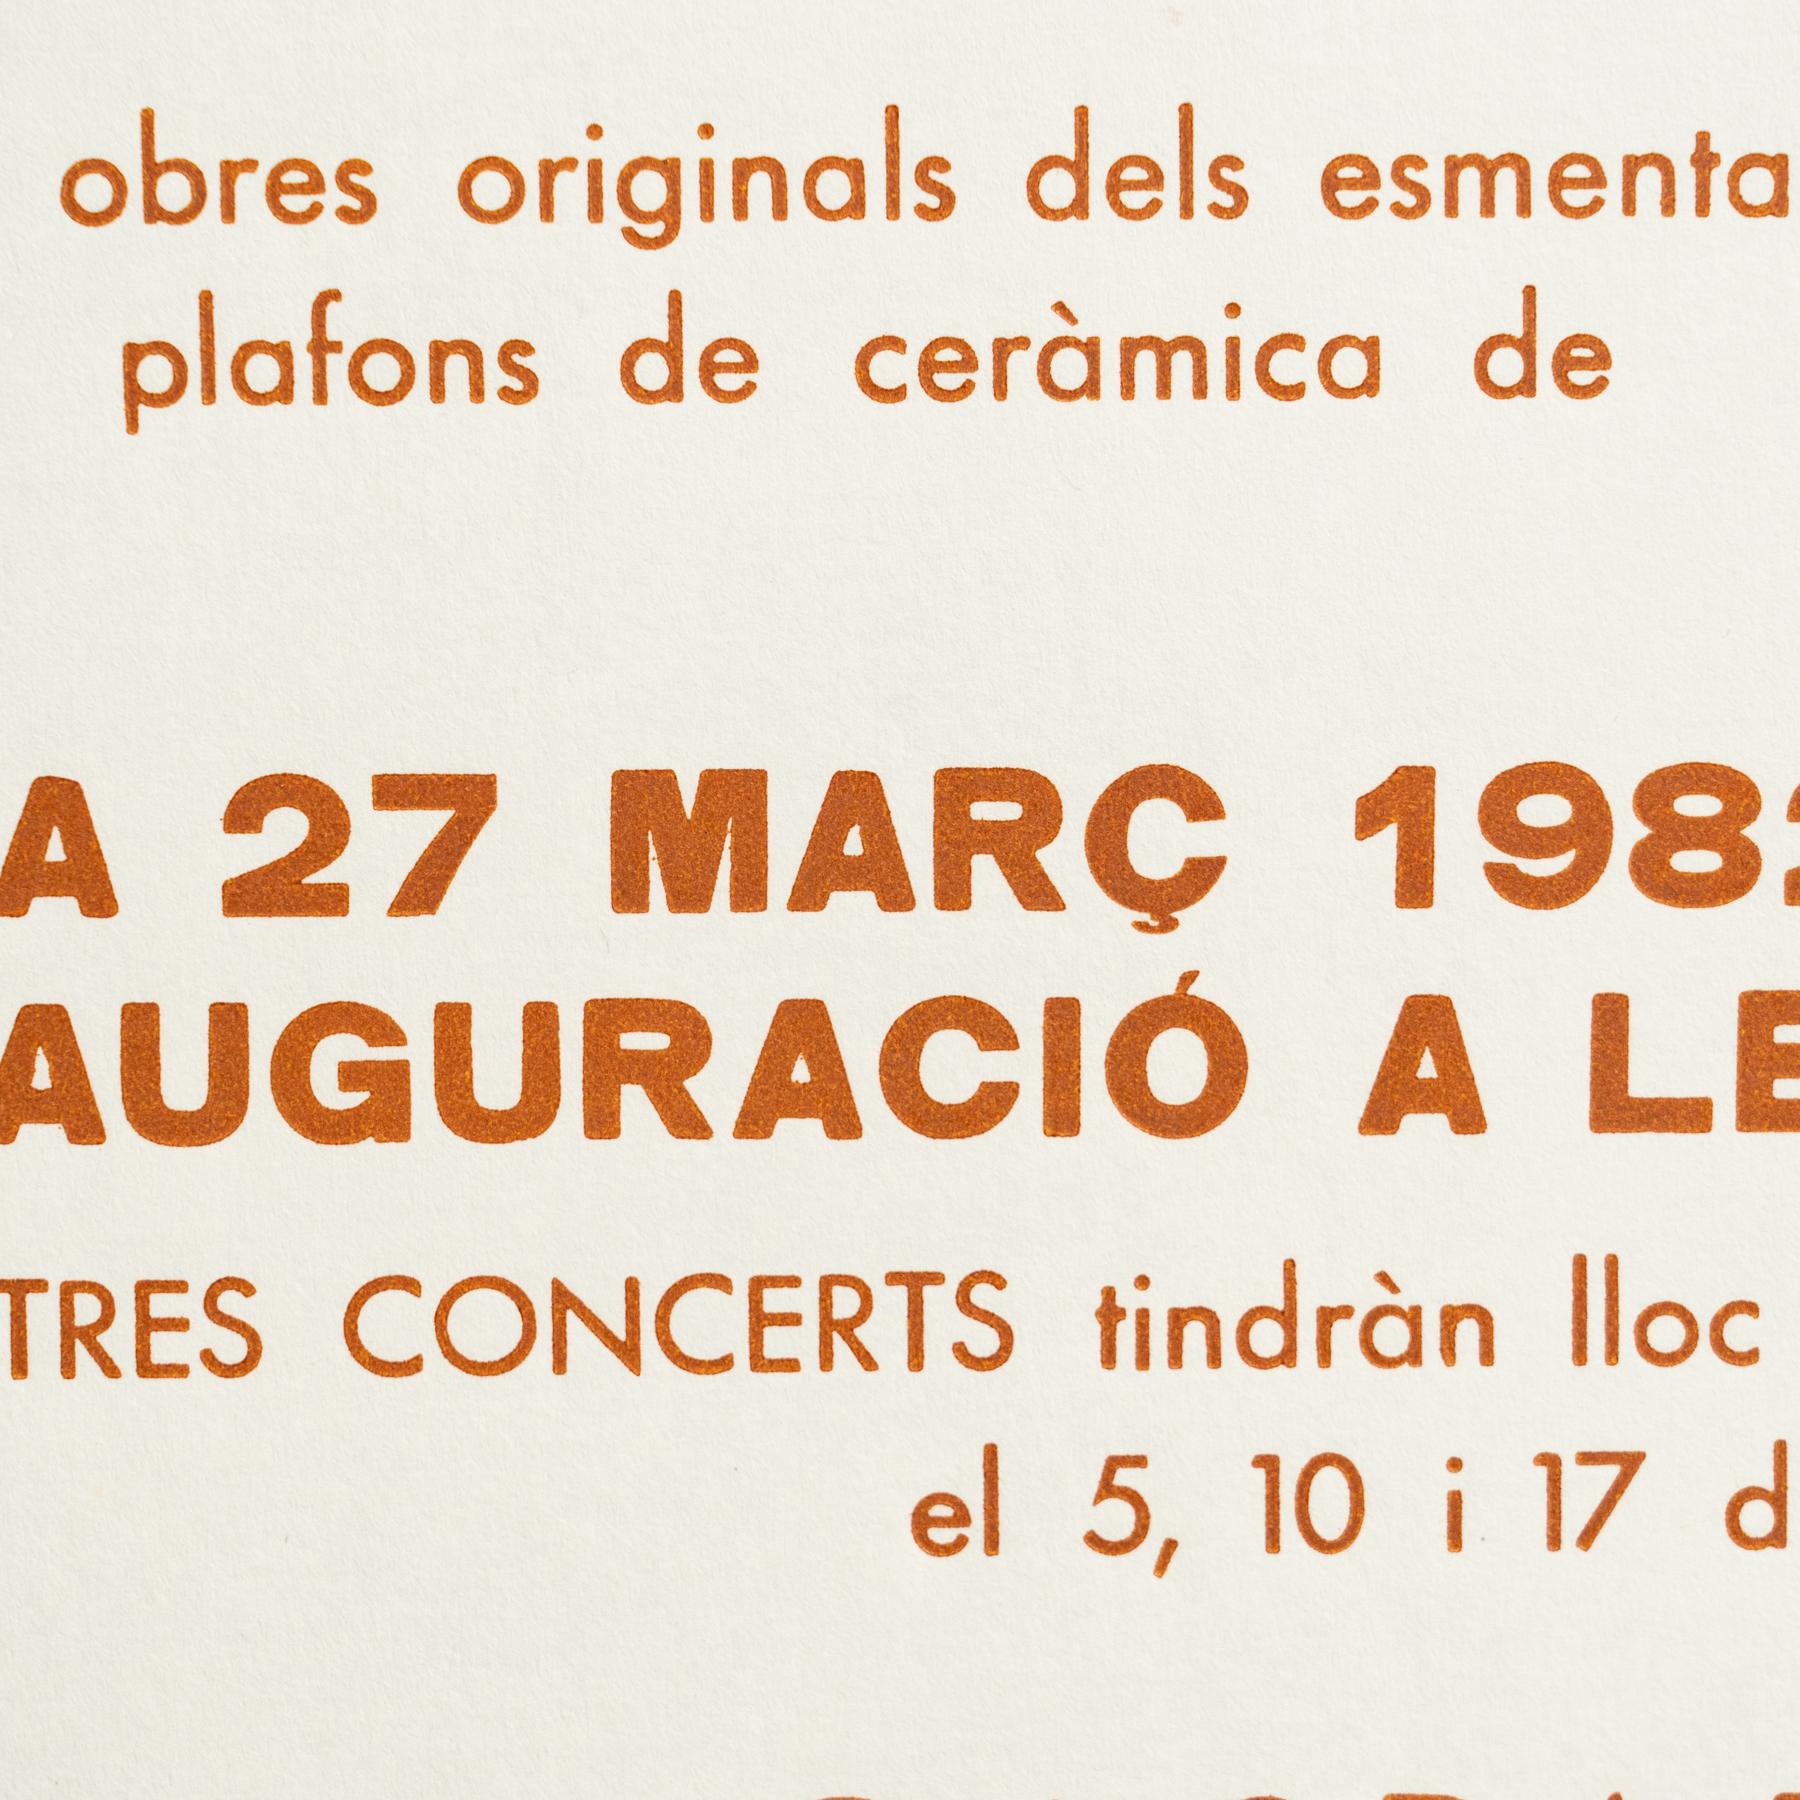 obres originals dels esmenta
plafons de ceràmica de
A 27 MARÇ 1982
AUGURACIÓ A LE
TRES CONCERTS tindràn lloc
el 5, 10 i 17 d